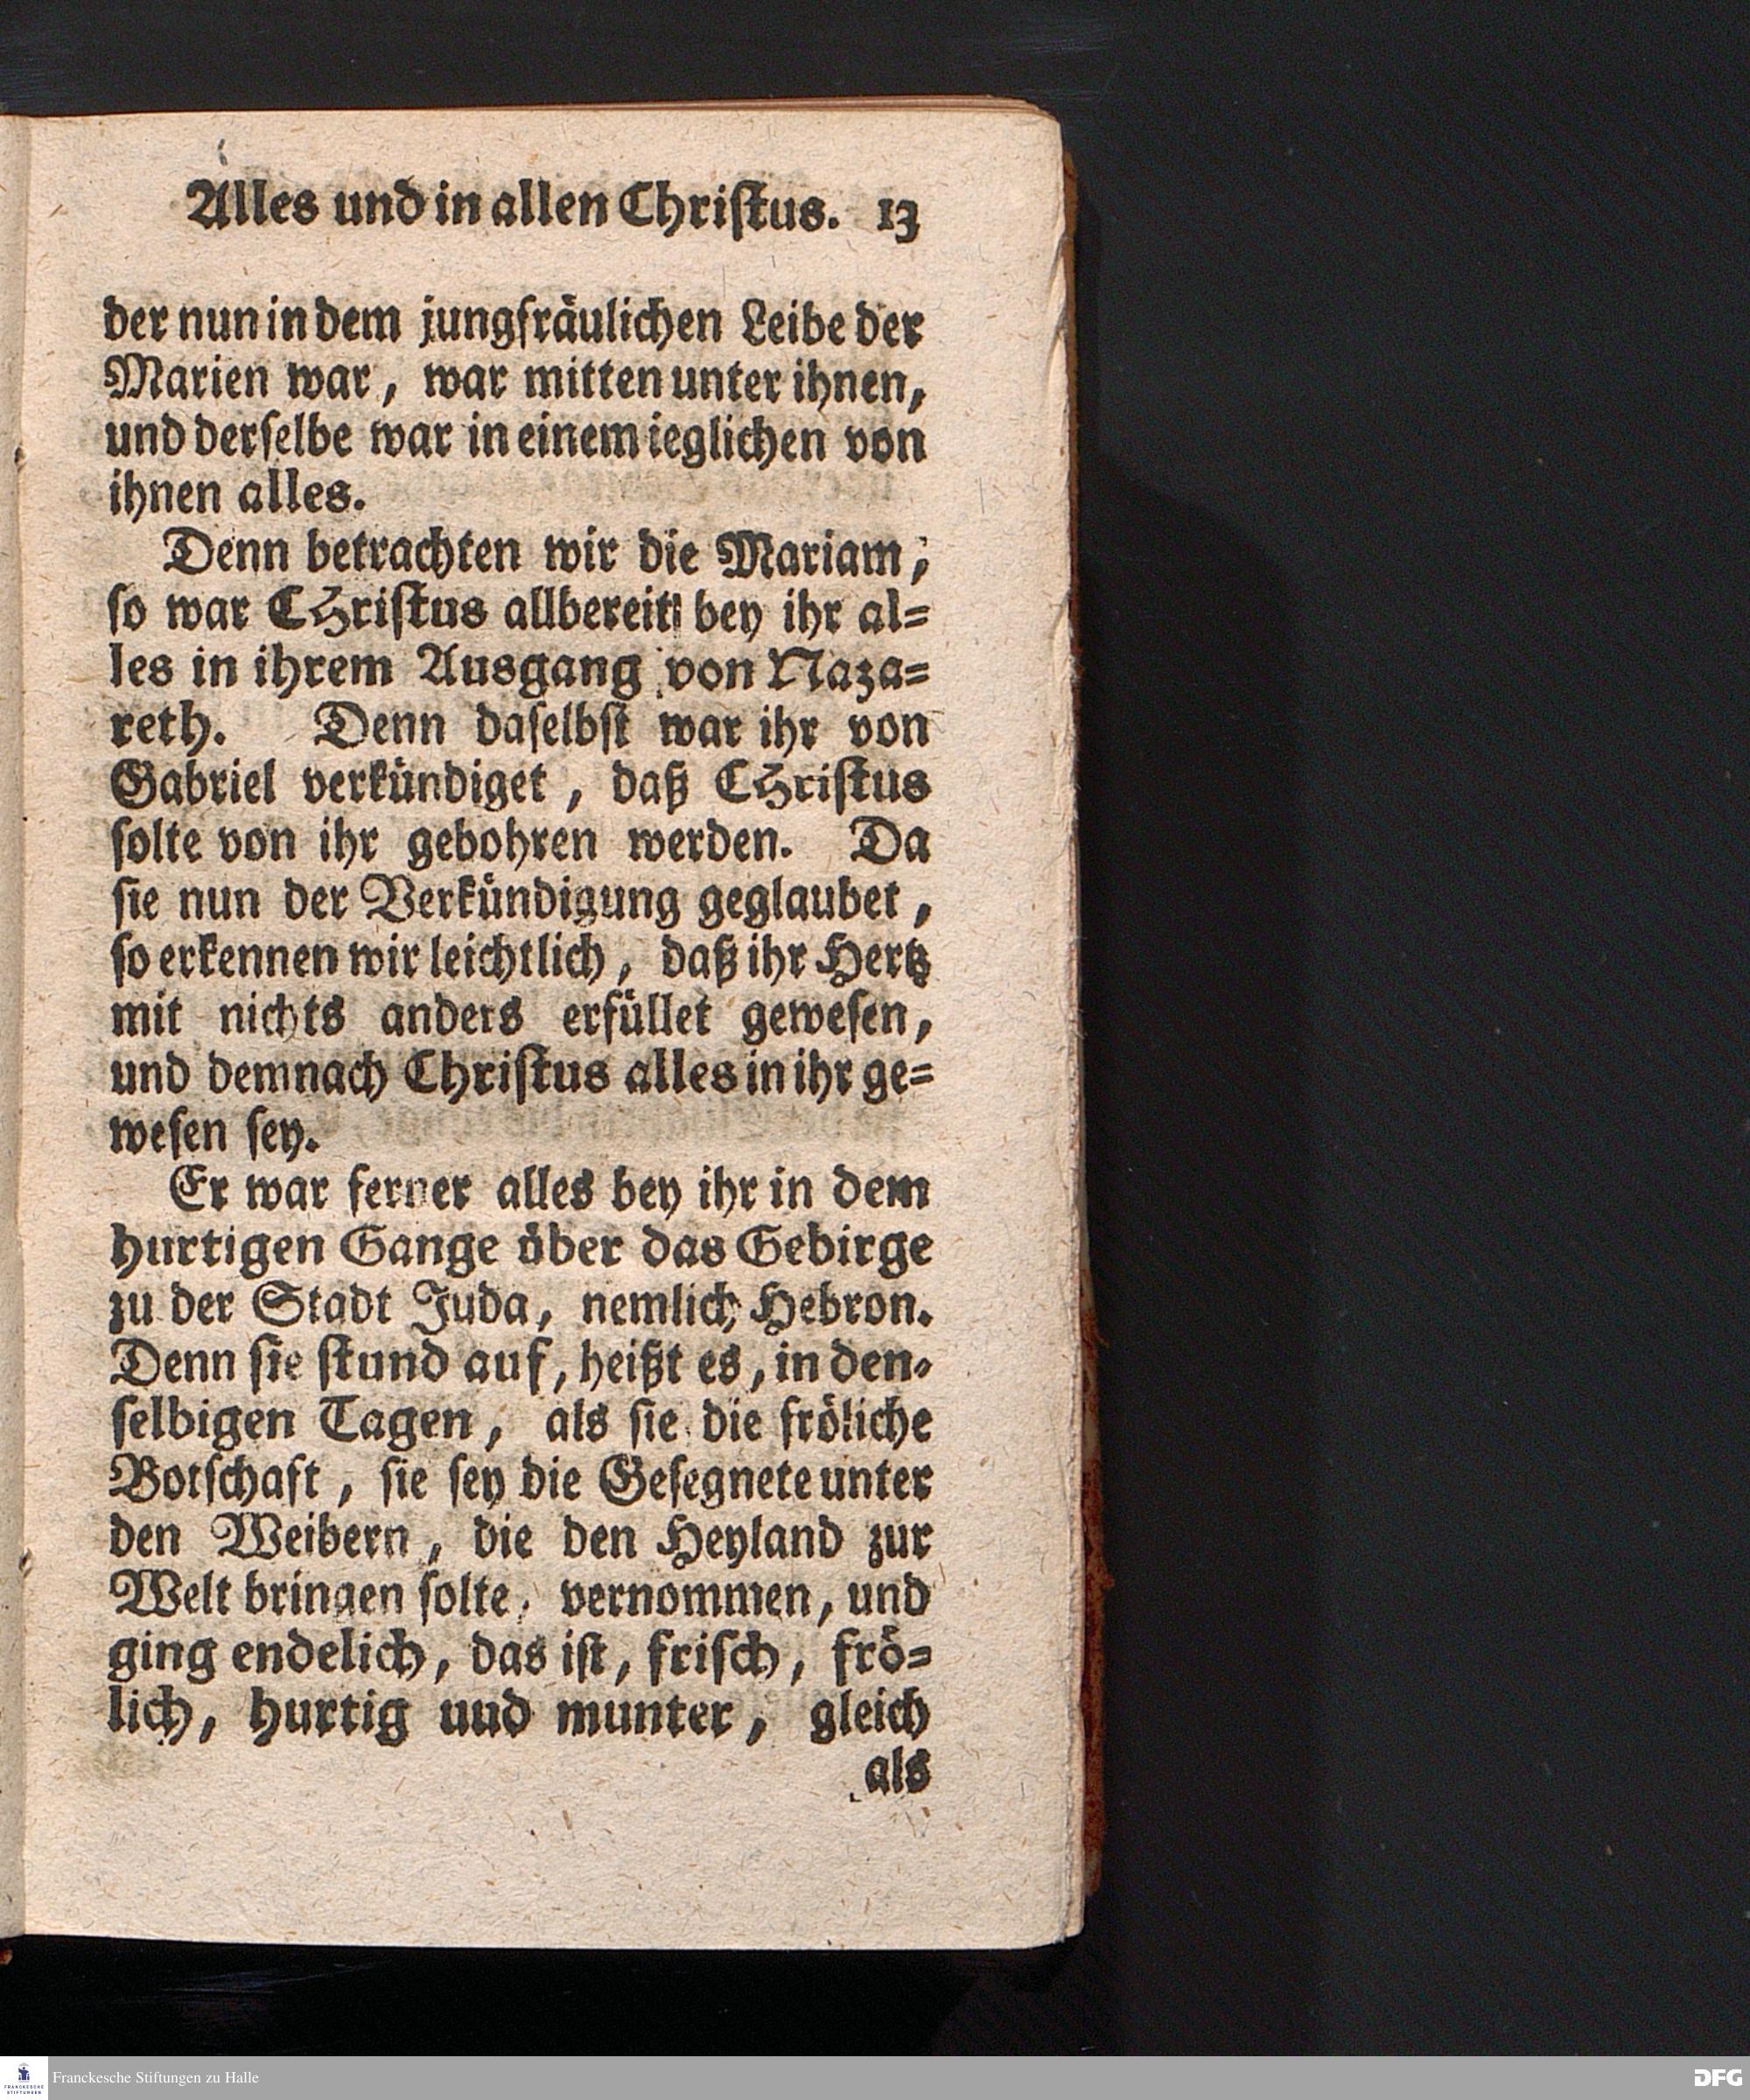 Alles und in allen Chriſtus. 13
der nun in dem jungfräulichen Leibe der
Marien war, war mitten unter ihnen,
und derſelbe war in einem ieglichen von
ihnen alles.
Denn betrachten wir die Mariam,
ſo war CHriſtus allbereit bey ihr al=
les in ihrem Ausgang von Naza=
reth. Denn daſelbſt war ihr von
Gabriel verkündiget, daß CHriſtus
ſolte von ihr gebohren werden. Da
ſie nun der Verkündigung geglaubet,
ſo erkennen wir leichtlich, daß ihr Hertz
mit nichts anders erfüllet geweſen,
und demnach Chriſtus alles in ihr ge=
weſen ſey.
Er war ferner alles bey ihr in dem
hurtigen Gange über das Gebirge
zu der Stadt Juda, nemlich Hebron.
Denn ſie ſtund auf, heißt es, in den=
ſelbigen Tagen, als ſie die fröliche
Botſchaft, ſie ſey die Geſegnete unter
den Weibern, die den Heyland zur
Welt bringen ſolte, vernommen, und
ging endelich, das iſt, friſch, frö=
lich, hurtig uud munter, gleich
als
Franckesche Stiftungen zu Halle
FRANCKESCHE
STIFTUNGEN
DFG